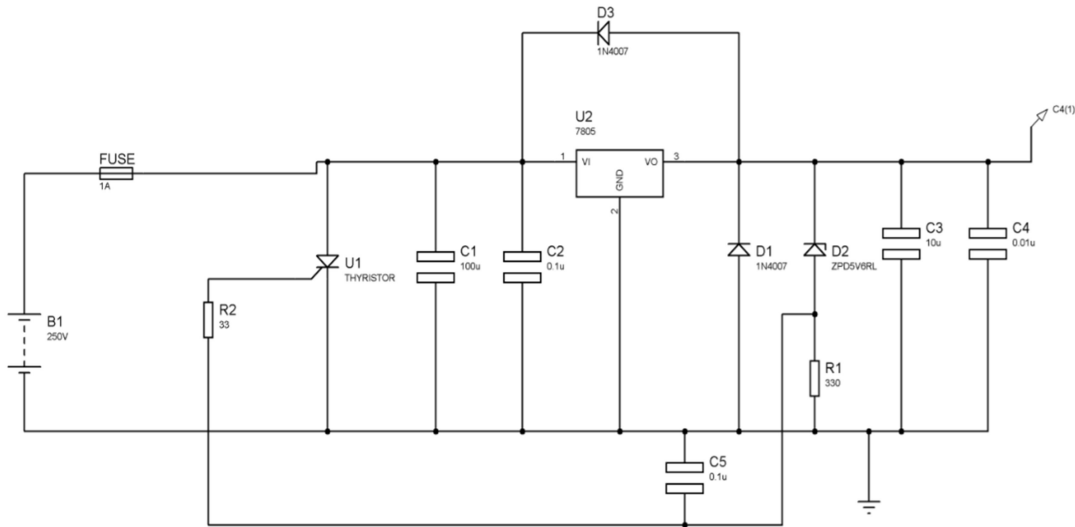 D3
1N4007
U2
7805
C4(1)
FUSE
1A
1
VI
VO
3
GND
2
C1
100u
C2
0.1u
D1
1N4007
D2
ZPD5V6RL
C3
10u
C4
0.01u
U1
THYRISTOR
R2
33
B1
250V
R1
330
C5
0.1u